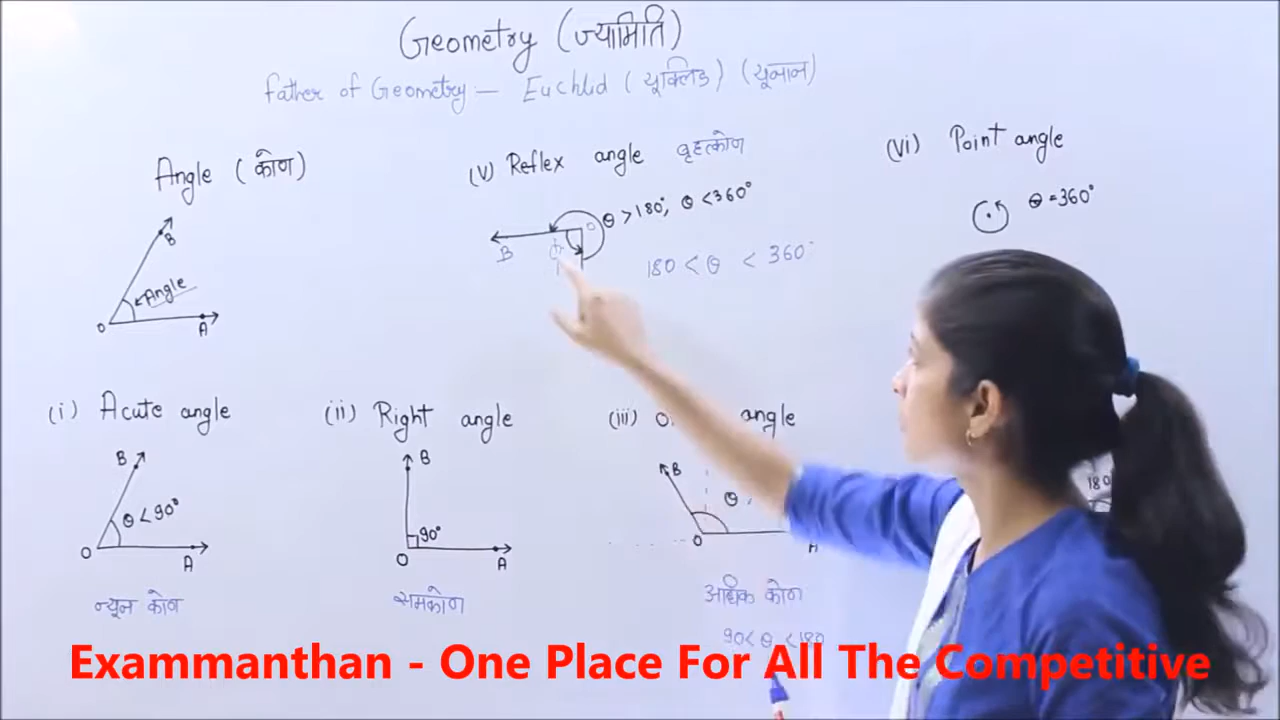 Geometry (ज्यामिति)
father of Geometry — Euclid (यूक्लिड) (यूनान)
Angle (कोण)
B
Angle
O A
(v) Reflex angle बृहत्कोण
θ > 180°, θ < 360°
O
B
180 < θ < 360°
(vi) Point angle
θ = 360°
(i) Acute angle
B
θ < 90°
O A
न्यून कोण
(ii) Right angle
B
90°
O A
समकोण
(iii) angle
B
θ
O A
अधिक कोण
90 < θ < 180
180
Exammanthan - One Place For All The Competitive